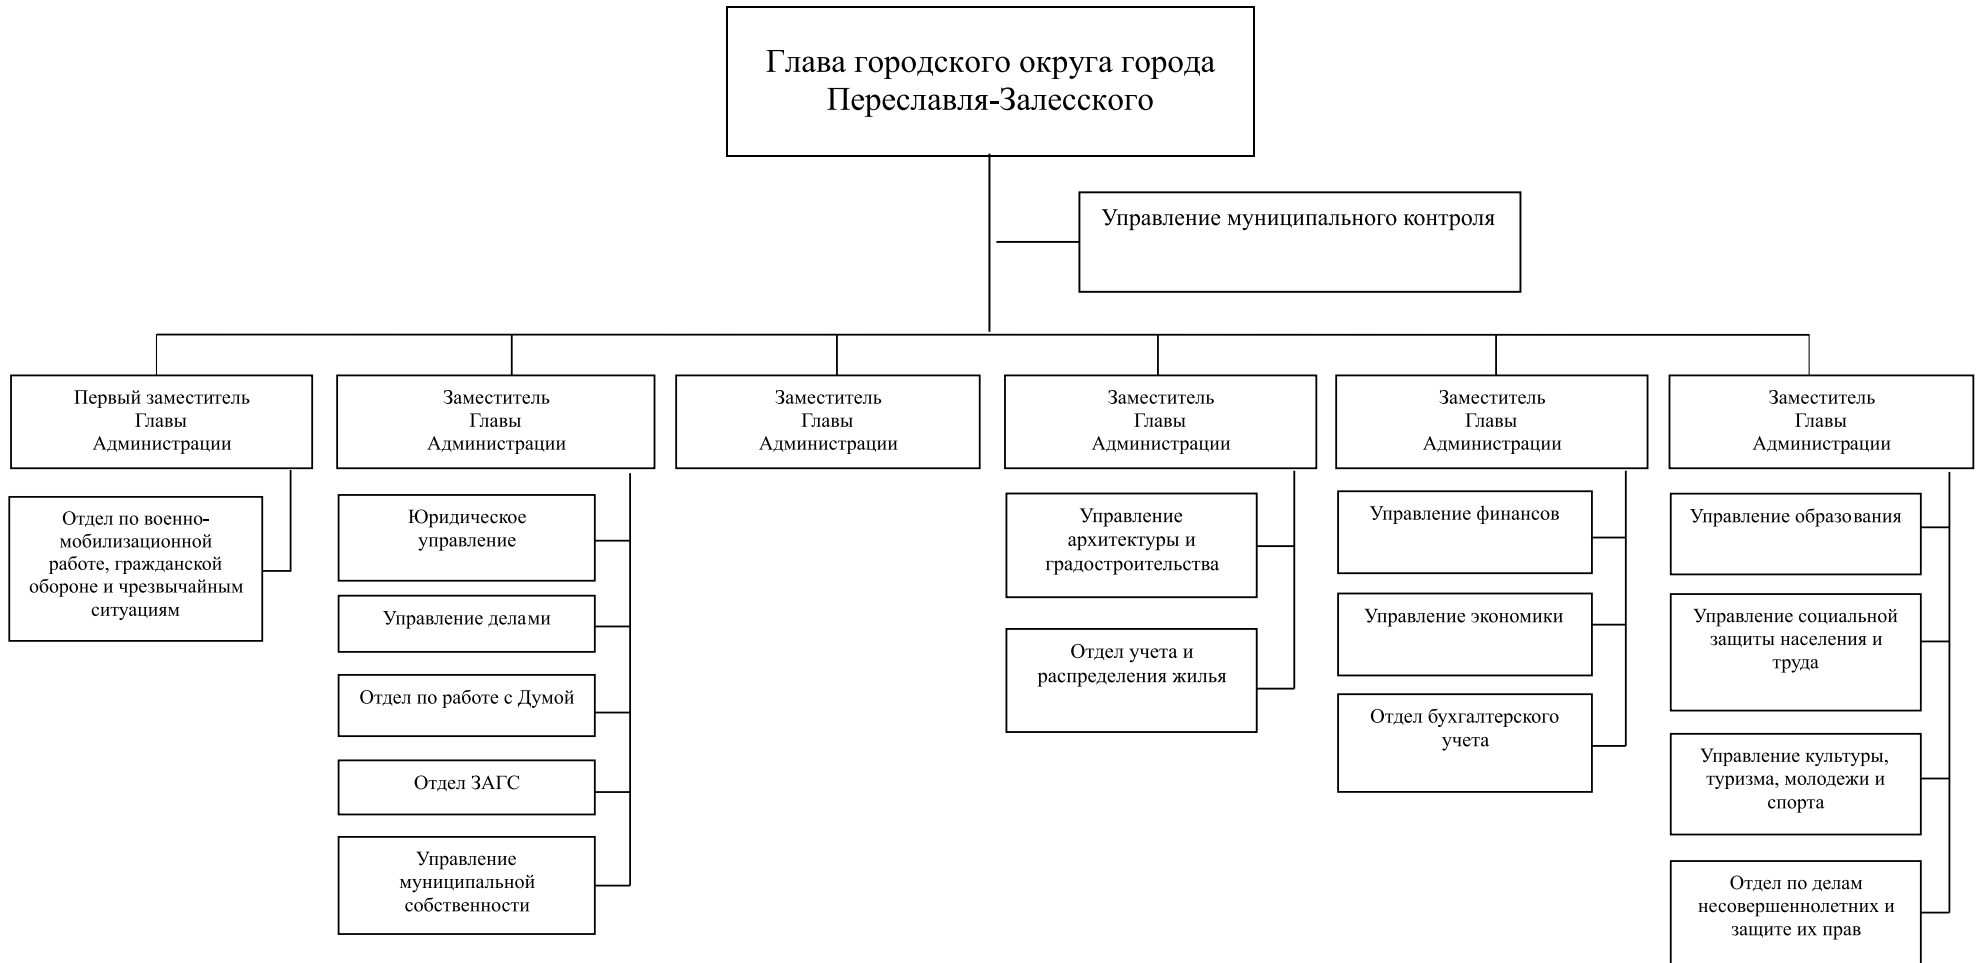 Глава городского округа города
Переславля-Залесского
Управление муниципального контроля
Первый заместитель
Главы
Администрации
Заместитель
Главы
Администрации
Заместитель
Главы
Администрации
Заместитель
Главы
Администрации
Заместитель
Главы
Администрации
Заместитель
Главы
Администрации
Отдел по военно-
мобилизационной
работе, гражданской
обороне и чрезвычайным
ситуациям
Юридическое
управление
Управление делами
Отдел по работе с Думой
Отдел ЗАГС
Управление
муниципальной
собственности
Управление
архитектуры и
градостроительства
Отдел учета и
распределения жилья
Управление финансов
Управление экономики
Отдел бухгалтерского
учета
Управление образования
Управление социальной
защиты населения и
труда
Управление культуры,
туризма, молодежи и
спорта
Отдел по делам
несовершеннолетних и
защите их прав